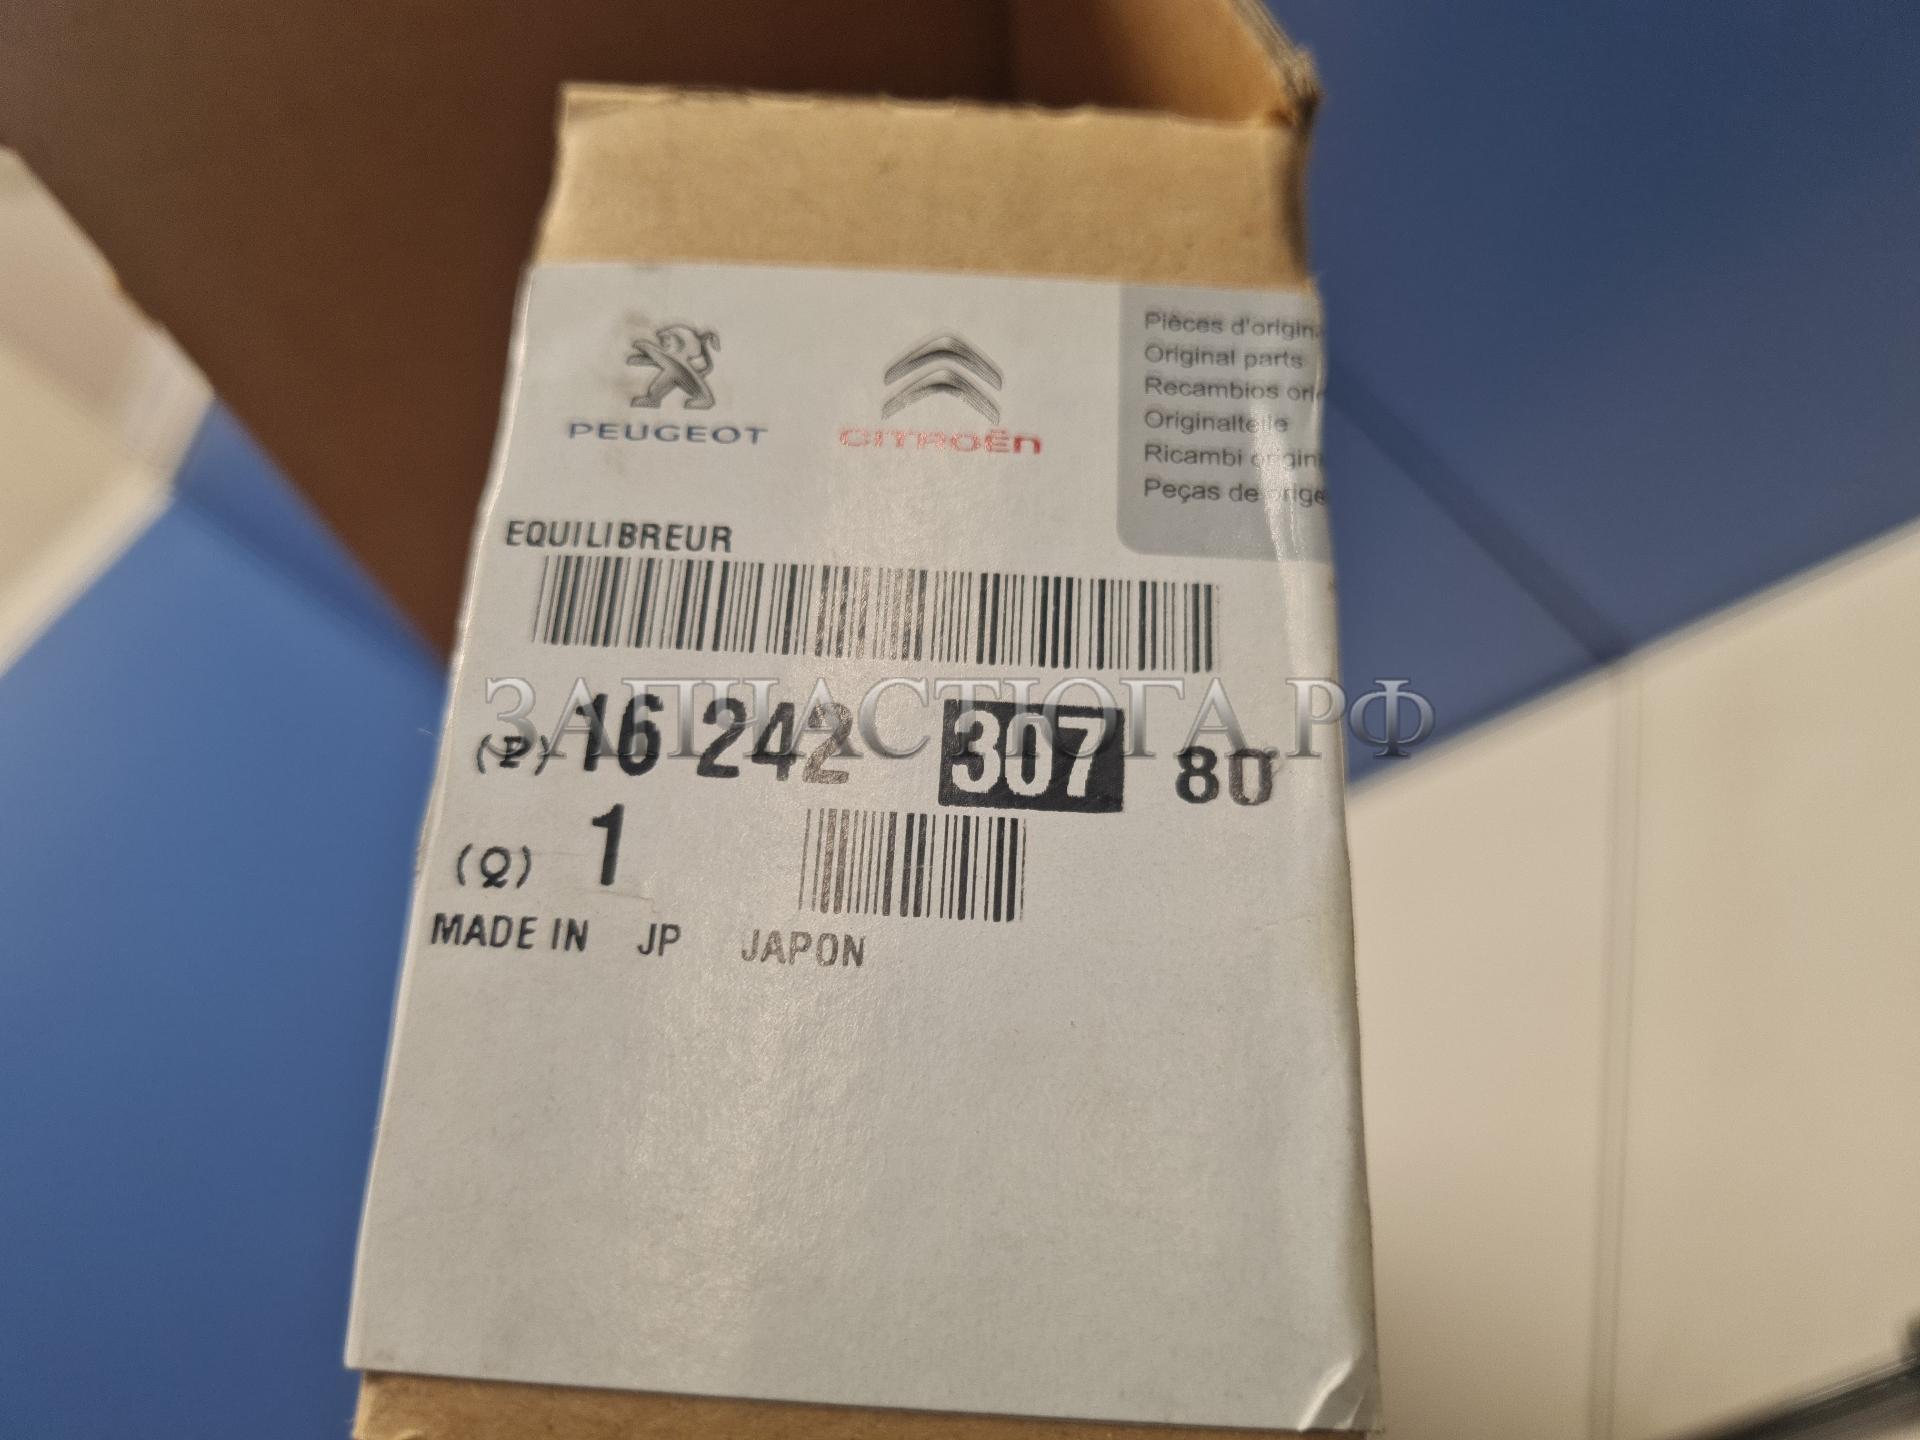 PEUGEOT
CITROËN
Pièces d'origin
Original parts
Recambios ori
Originalteile
Ricambi origin
Peças de orige
EQUILIBREUR
ЗАПЧАСТЮГА.РФ
(P) 16 242 307 80
(Q) 1
MADE IN JP JAPON